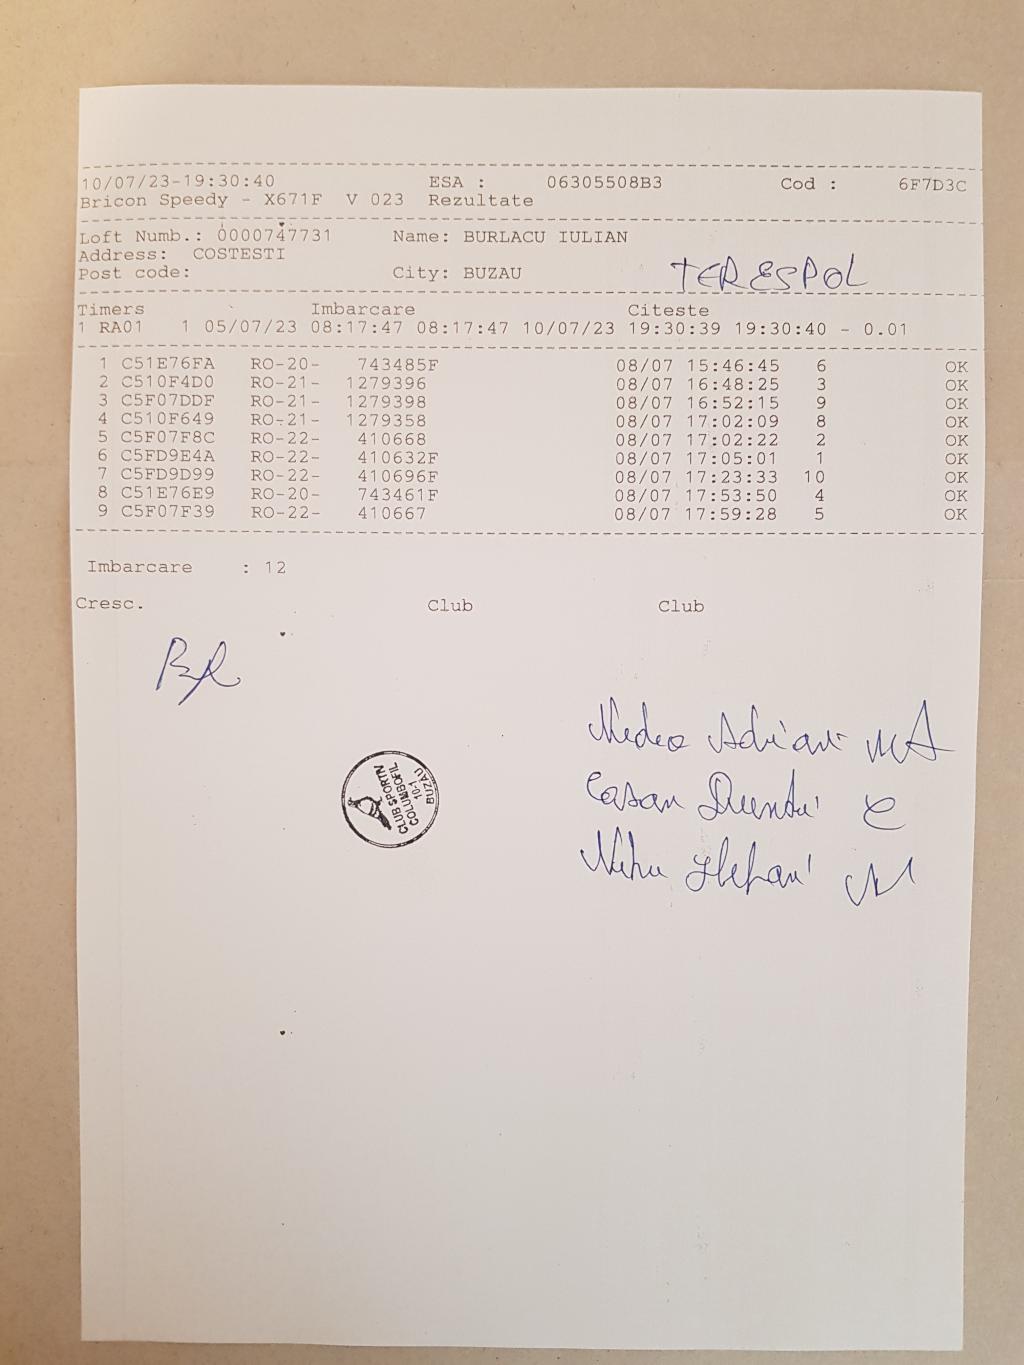 10/07/23-19:30:40 ESA : 06305508B3 Cod : 6F7D3C
Bricon Speedy - X671F V 023 Rezultate
Loft Numb.: 0000747731 Name: BURLACU IULIAN
Address: COSTESTI
Post code: City: BUZAU
TERESPOL
Timers Imbarcare Citeste
1 RA01 1 05/07/23 08:17:47 08:17:47 10/07/23 19:30:39 19:30:40 - 0.01
1 C51E76FA RO-20- 743485F 08/07 15:46:45 6 OK
2 C510F4D0 RO-21- 1279396 08/07 16:48:25 3 OK
3 C5F07DDF RO-21- 1279398 08/07 16:52:15 9 OK
4 C510F649 RO-21- 1279358 08/07 17:02:09 8 OK
5 C5F07F8C RO-22- 410668 08/07 17:02:22 2 OK
6 C5FD9E4A RO-22- 410632F 08/07 17:05:01 1 OK
7 C5FD9D99 RO-22- 410696F 08/07 17:23:33 10 OK
8 C51E76E9 RO-20- 743461F 08/07 17:53:50 4 OK
9 C5F07F39 RO-22- 410667 08/07 17:59:28 5 OK
Imbarcare : 12
Cresc. Club Club
CLUB SPORTIV
COLUMBOFIL
10-1
BUZAU